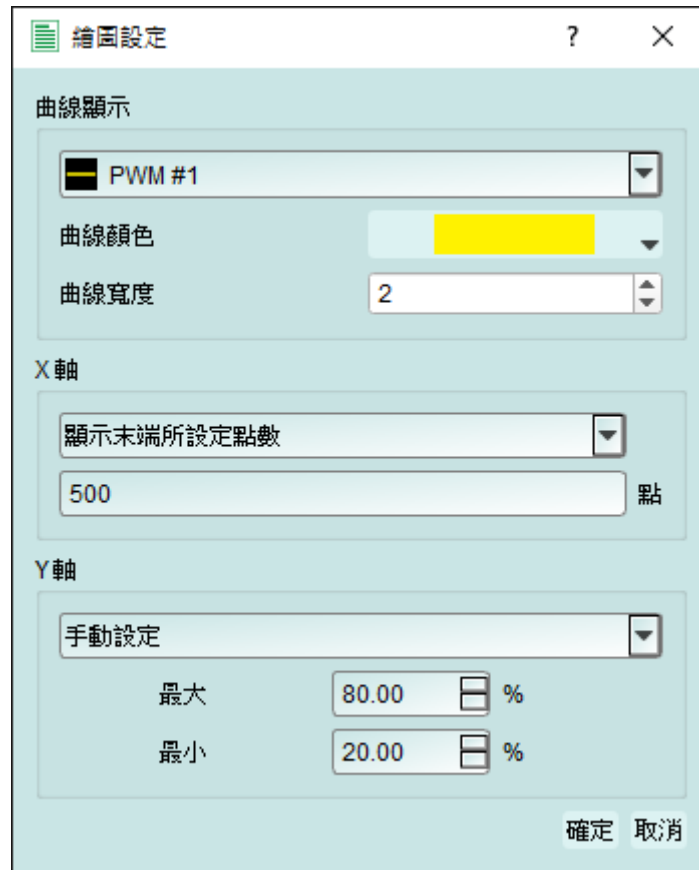 繪圖設定 ?
曲線顯示
PWM #1
曲線顏色
曲線寬度 2
X 軸
顯示末端所設定點數
500 點
Y 軸
手動設定
最大 80.00 %
最小 20.00 %
確定 取消